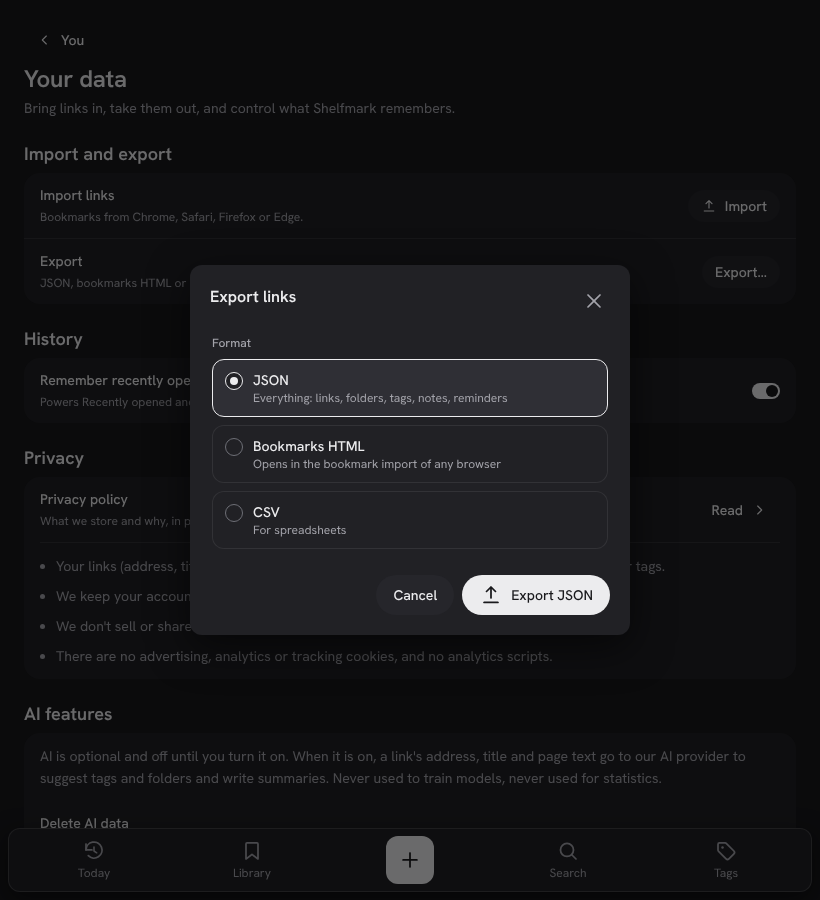 You
Your data
Bring links in, take them out, and control what Shelfmark remembers.
Import and export
Import links
Bookmarks from Chrome, Safari, Firefox or Edge.
Import
Export
JSON, bookmarks HTML or
Export...
Export links
Format
JSON
Everything: links, folders, tags, notes, reminders
Bookmarks HTML
Opens in the bookmark import of any browser
CSV
For spreadsheets
Cancel
Export JSON
History
Remember recently ope
Powers Recently opened an
Privacy
Privacy policy
What we store and why, in p
Read
Your links (address, ti
tags.
We keep your accoun
We don't sell or share
There are no advertising, analytics or tracking cookies, and no analytics scripts.
AI features
AI is optional and off until you turn it on. When it is on, a link's address, title and page text go to our AI provider to
suggest tags and folders and write summaries. Never used to train models, never used for statistics.
Delete AI data
Today
Library
Search
Tags